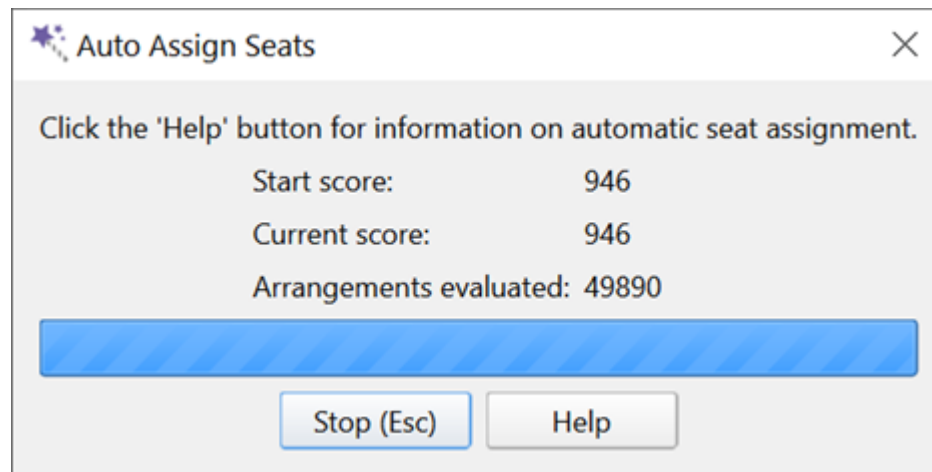 Auto Assign Seats
Click the 'Help' button for information on automatic seat assignment.
Start score: 946
Current score: 946
Arrangements evaluated: 49890
Stop (Esc) Help